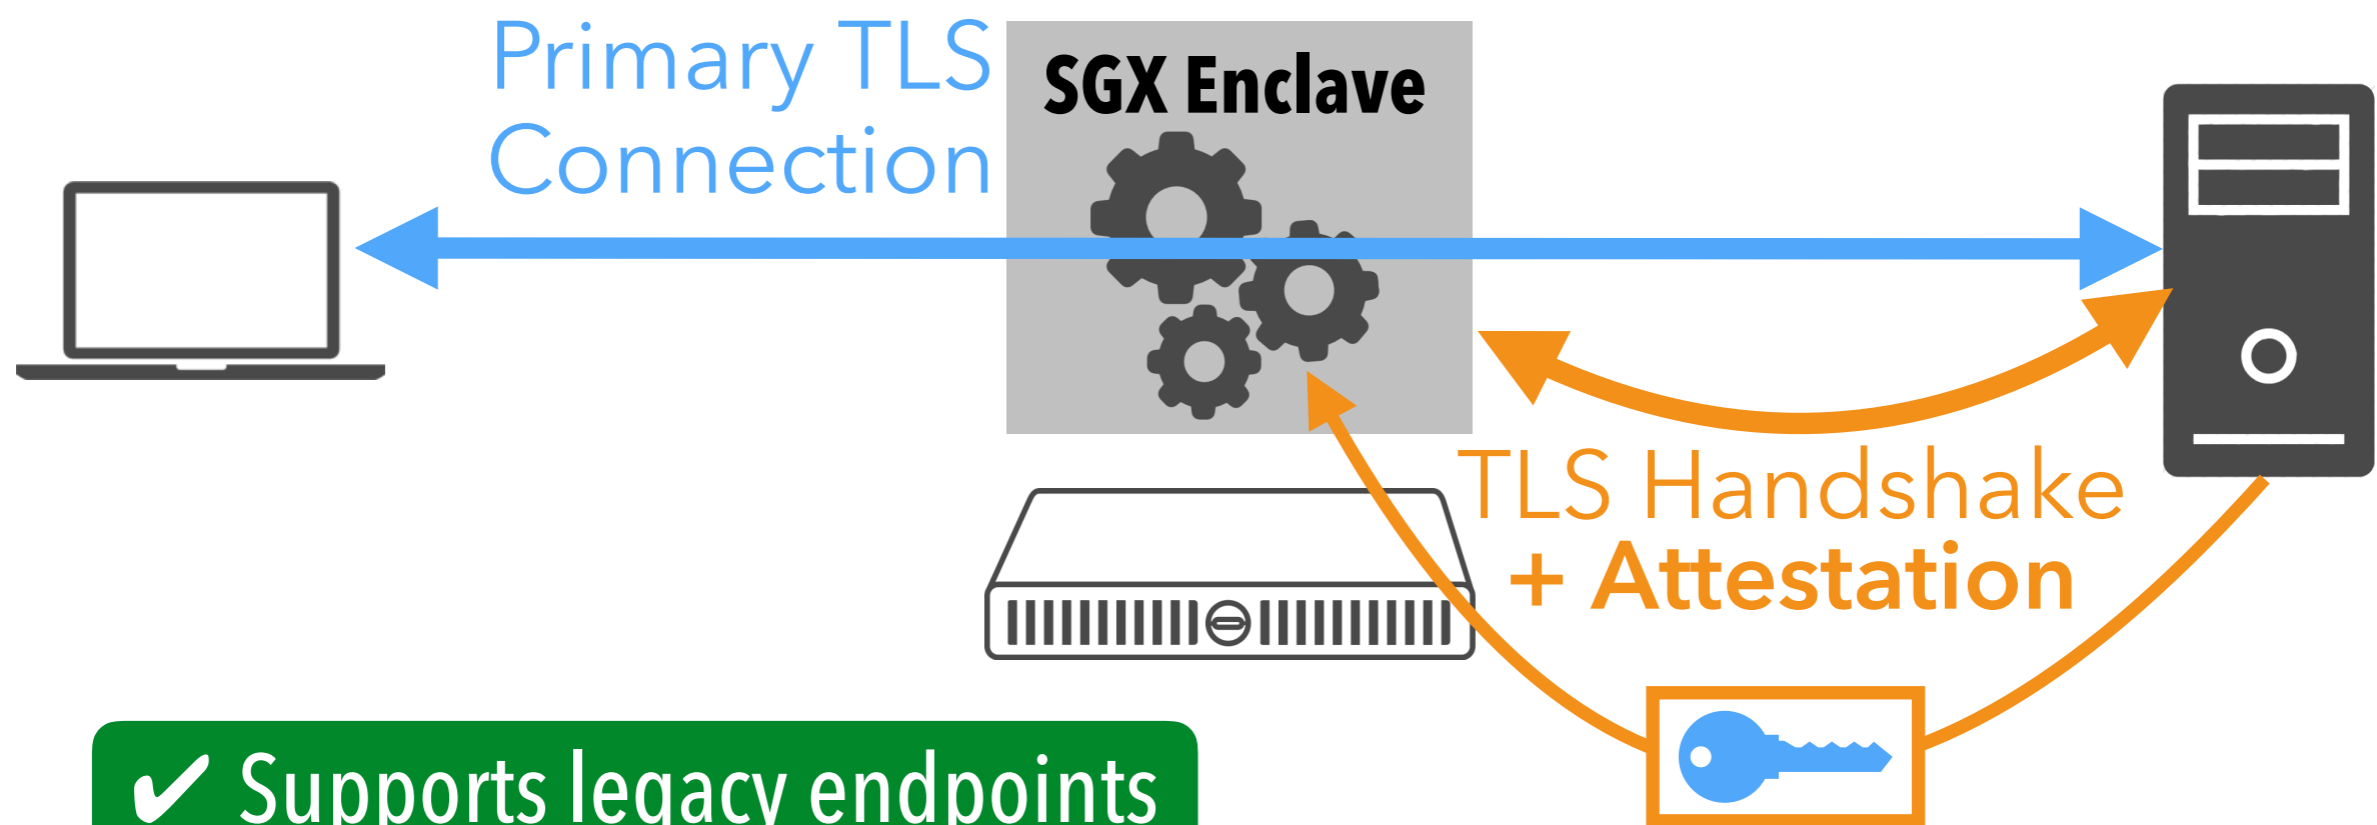 Primary TLS
Connection
SGX Enclave
TLS Handshake
+ Attestation
✔ Supports legacy endpoints